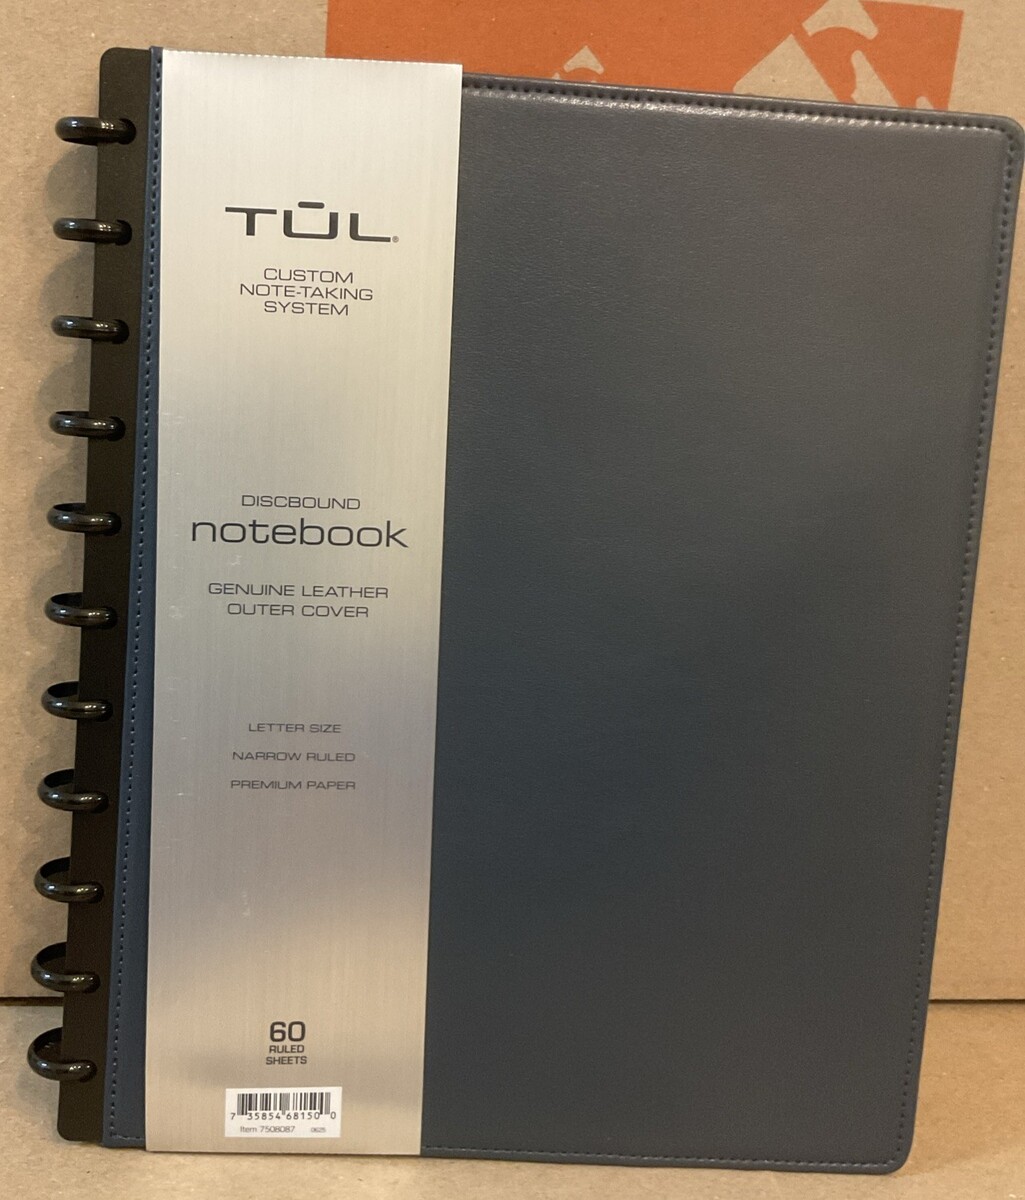 TŪL®
CUSTOM
NOTE-TAKING
SYSTEM
DISCBOUND
notebook
GENUINE LEATHER
OUTER COVER
LETTER SIZE
NARROW RULED
PREMIUM PAPER
60
RULED
SHEETS
7 35854 68150 0
Item 7508087 0625